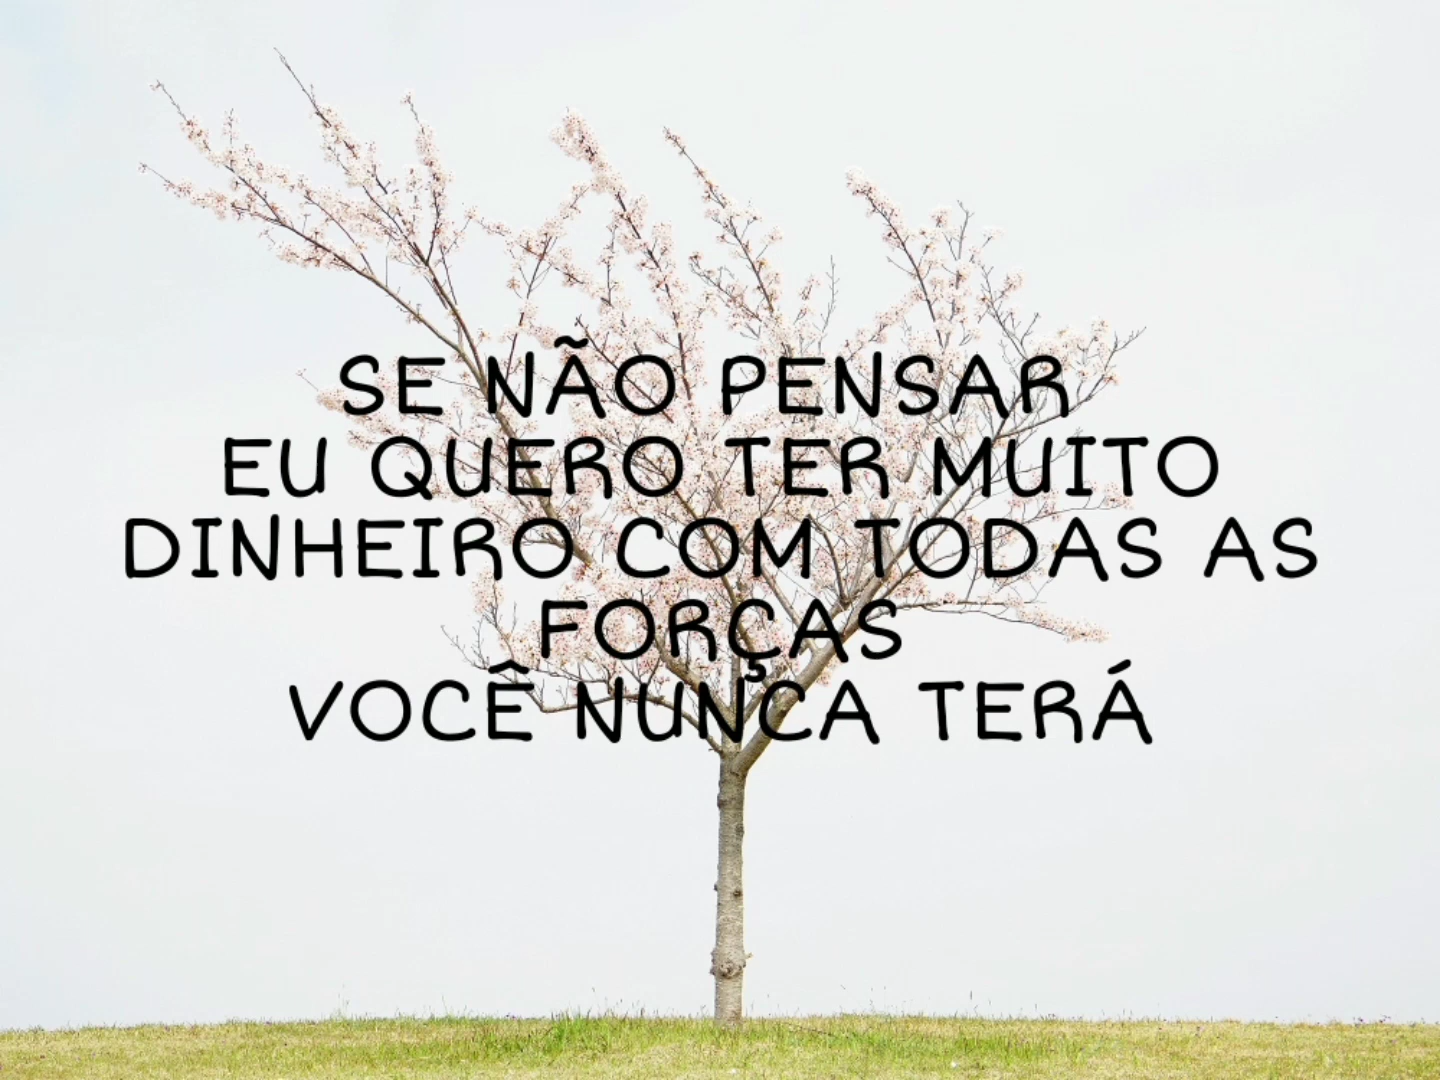 SE NÃO PENSAR
EU QUERO TER MUITO
DINHEIRO COM TODAS AS
FORÇAS
VOCÊ NUNCA TERÁ